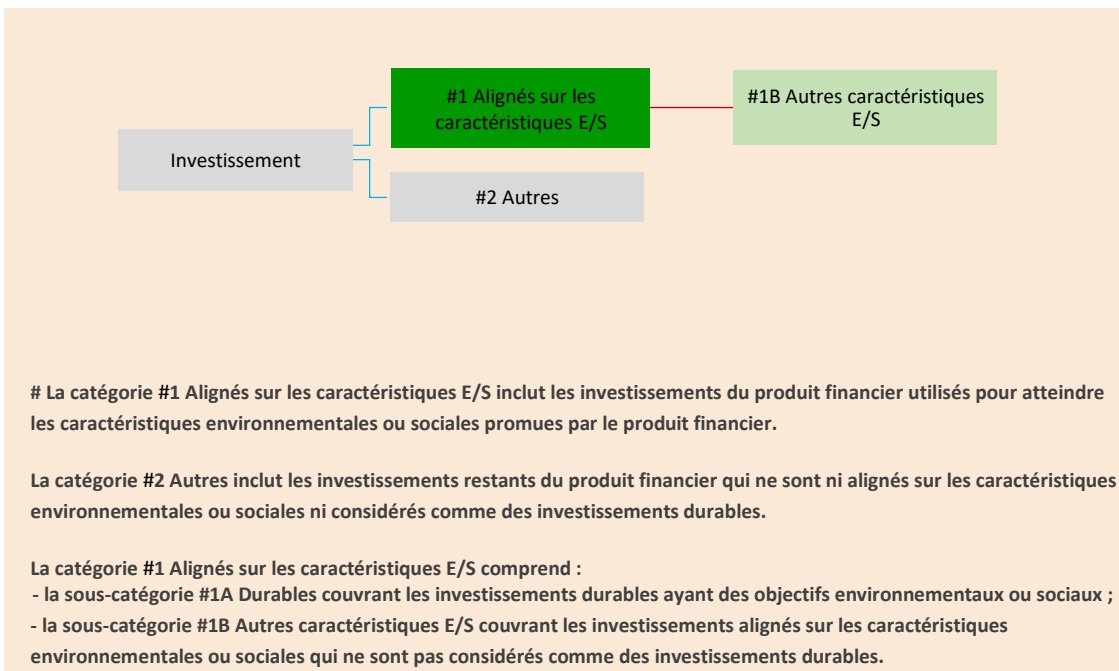 #1 Alignés sur les
caractéristiques E/S
#1B Autres caractéristiques
E/S
Investissement
#2 Autres
# La catégorie #1 Alignés sur les caractéristiques E/S inclut les investissements du produit financier utilisés pour atteindre
les caractéristiques environnementales ou sociales promues par le produit financier.
La catégorie #2 Autres inclut les investissements restants du produit financier qui ne sont ni alignés sur les caractéristiques
environnementales ou sociales ni considérés comme des investissements durables.
La catégorie #1 Alignés sur les caractéristiques E/S comprend :
- la sous-catégorie #1A Durables couvrant les investissements durables ayant des objectifs environnementaux ou sociaux ;
- la sous-catégorie #1B Autres caractéristiques E/S couvrant les investissements alignés sur les caractéristiques
environnementales ou sociales qui ne sont pas considérés comme des investissements durables.